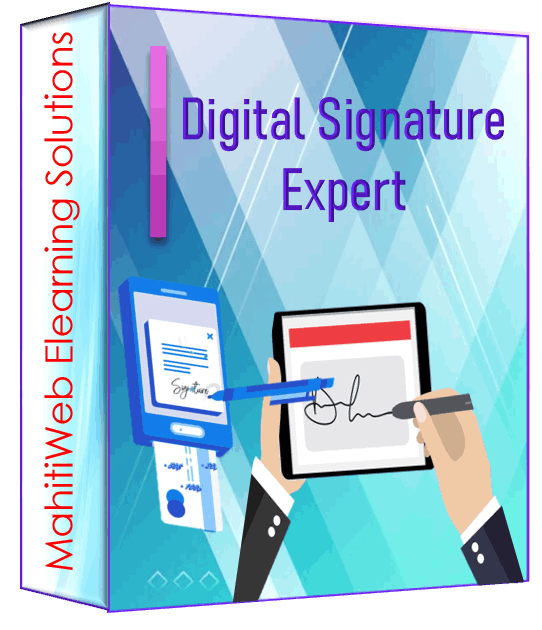 MahitiWeb Elearning Solutions
Digital Signature
Expert
Signature